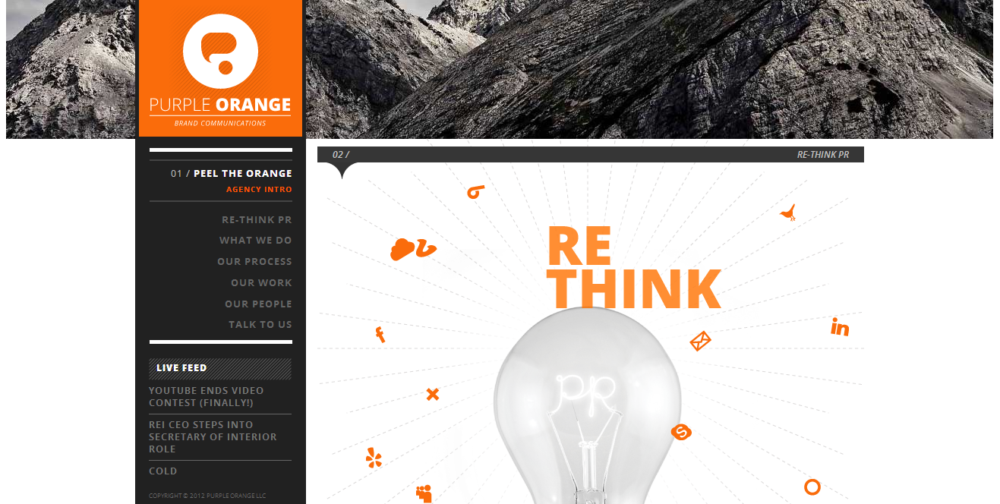 PURPLE ORANGE
BRAND COMMUNICATIONS
01 / PEEL THE ORANGE
AGENCY INTRO
RE-THINK PR
WHAT WE DO
OUR PROCESS
OUR WORK
OUR PEOPLE
TALK TO US
LIVE FEED
YOUTUBE ENDS VIDEO
CONTEST (FINALLY!)
REI CEO STEPS INTO
SECRETARY OF INTERIOR
ROLE
COLD
COPYRIGHT © 2012 PURPLE ORANGE LLC
02 /
RE-THINK PR
RE
THINK
in
f
PR
S